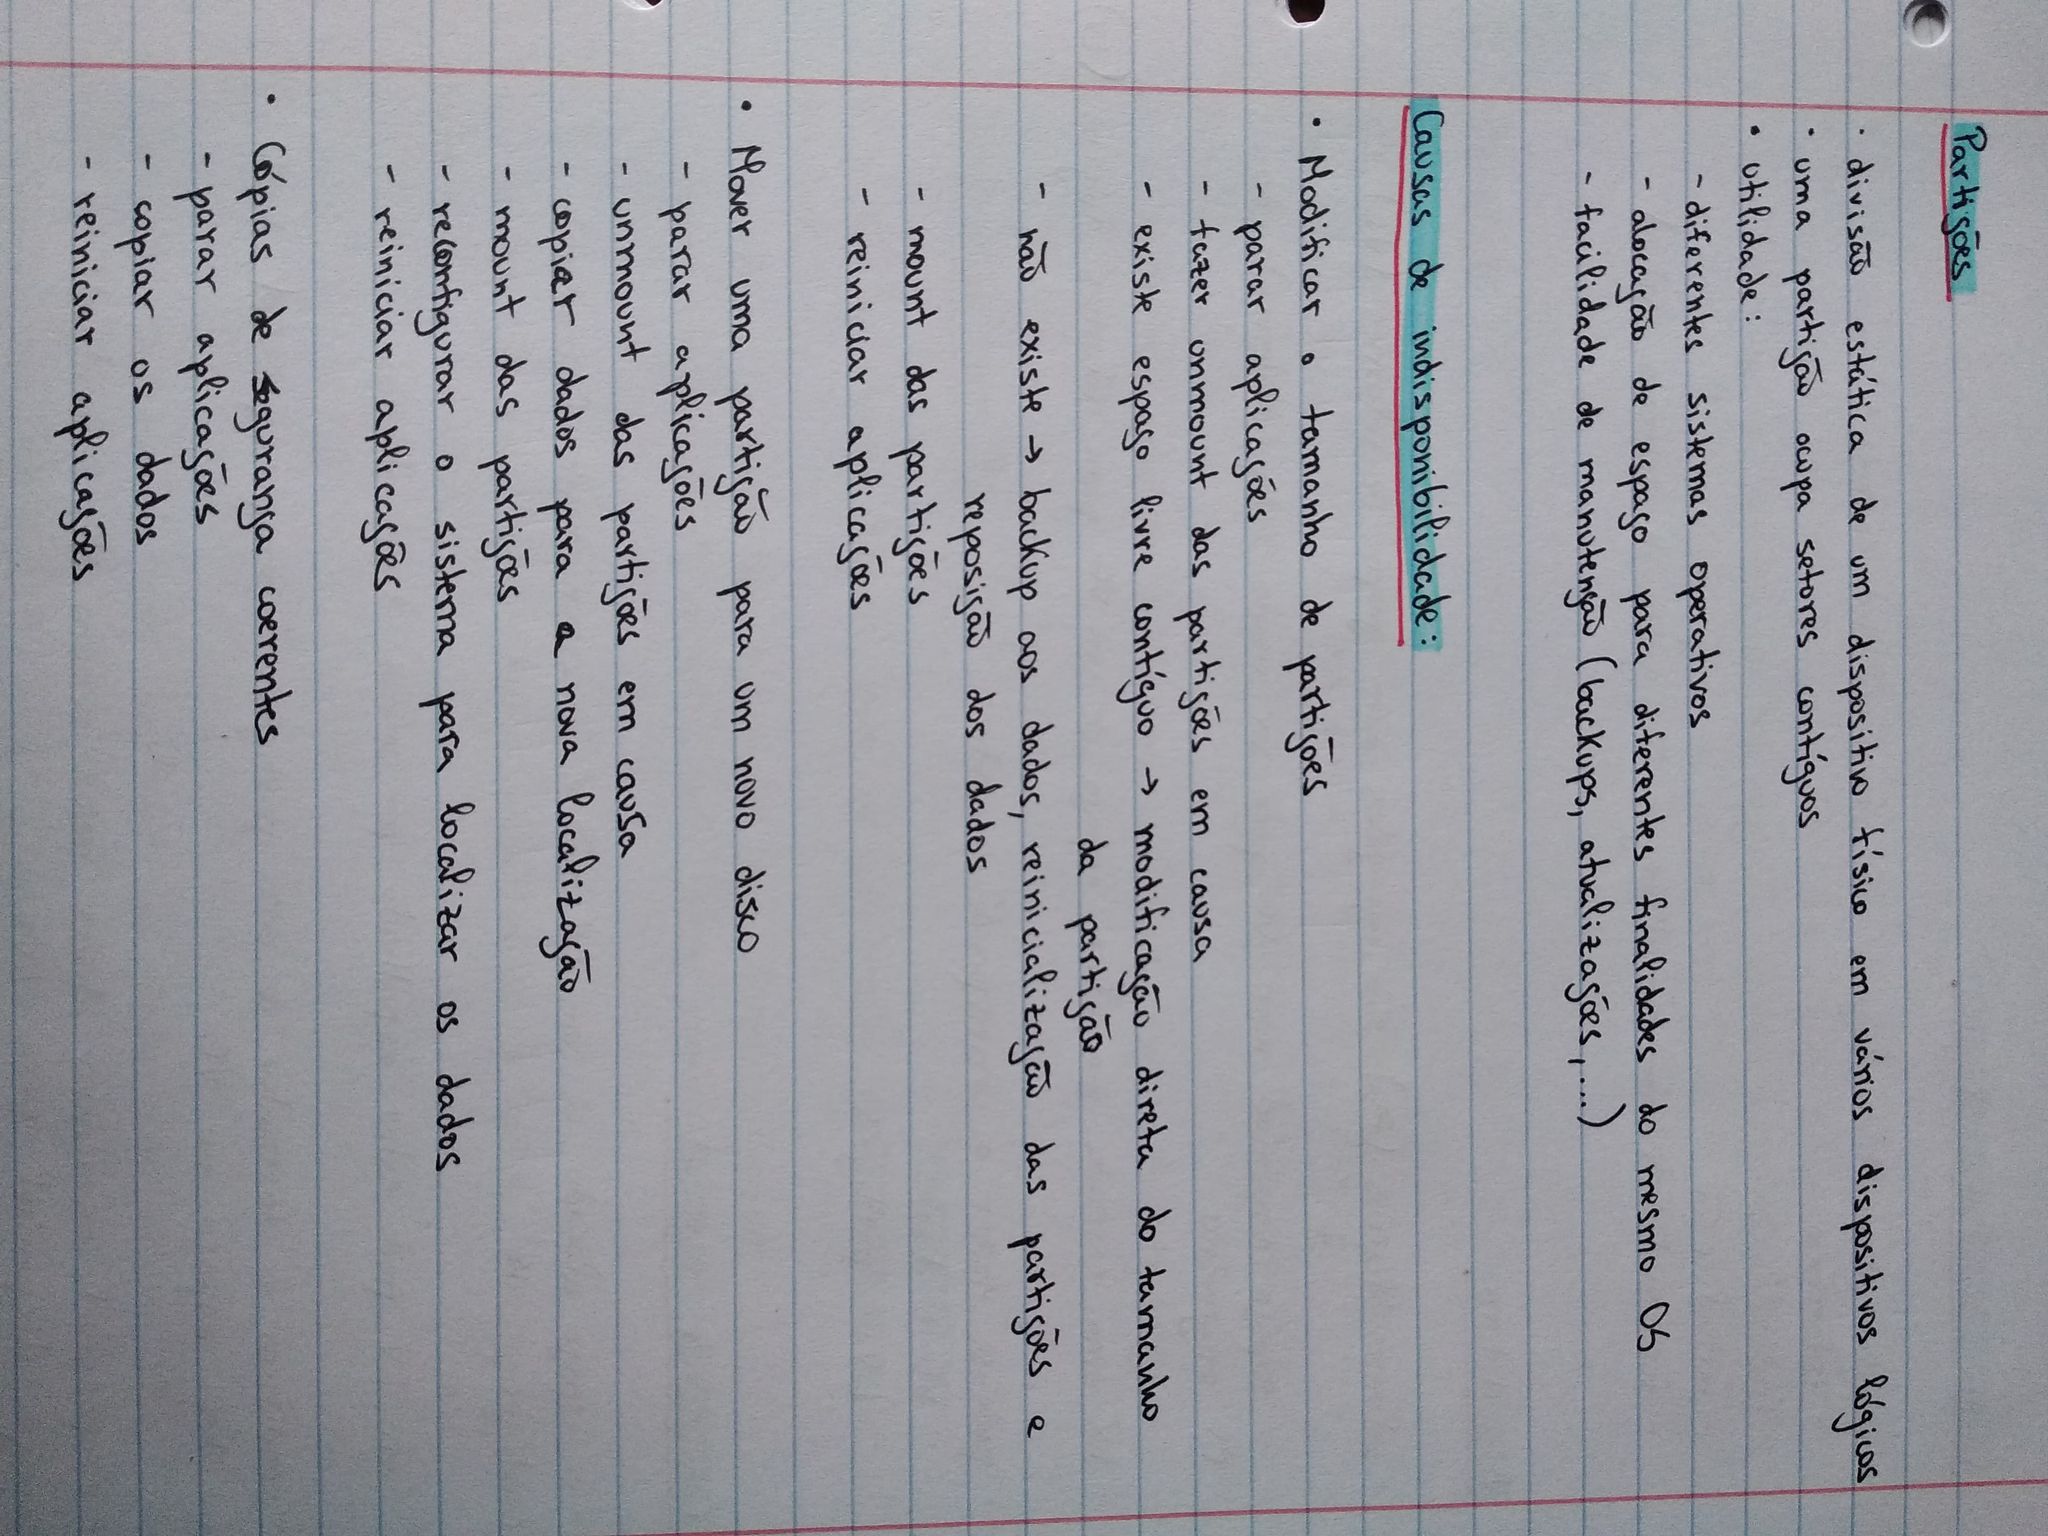 Partições
· divisão estática de um dispositivo físico em vários dispositivos lógicos
· uma partição ocupa setores contíguos
• utilidade:
- diferentes sistemas operativos
- alocação de espaço para diferentes finalidades do mesmo OS
- facilidade de manutenção (backups, atualizações, ...)
Causas de indisponibilidade:
• Modificar o tamanho de partições
- parar aplicações
- fazer unmount das partições em causa
- existe espaço livre contíguo → modificação direta do tamanho
da partição
- não existe → backup aos dados, reinicialização das partições e
reposição dos dados
- mount das partições
- reiniciar aplicações
• Mover uma partição para um novo disco
- parar aplicações
- unmount das partições em causa
- copiar dados para a nova localização
- mount das partições
- reconfigurar o sistema para localizar os dados
- reiniciar aplicações
• Cópias de segurança coerentes
- parar aplicações
- copiar os dados
- reiniciar aplicações